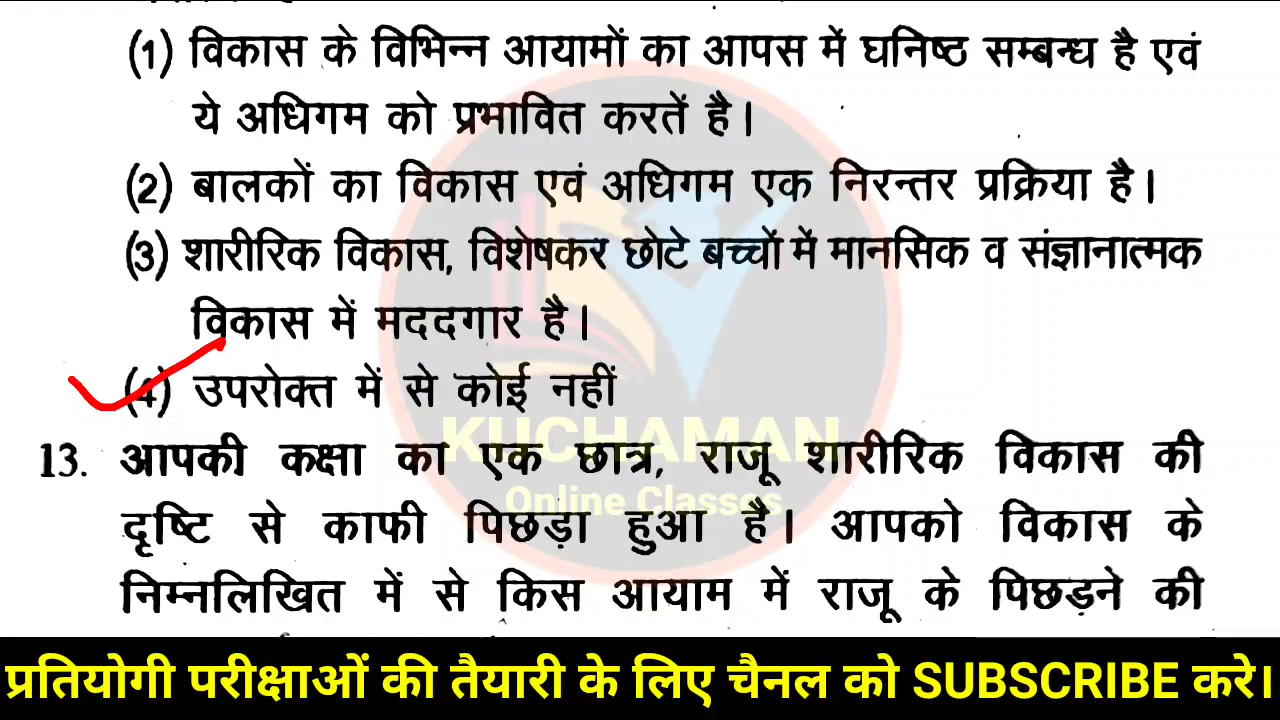 (1) विकास के विभिन्न आयामों का आपस में घनिष्ठ सम्बन्ध है एवं
ये अधिगम को प्रभावित करतें है।
(2) बालकों का विकास एवं अधिगम एक निरन्तर प्रक्रिया है।
(3) शारीरिक विकास, विशेषकर छोटे बच्चों में मानसिक व संज्ञानात्मक
विकास में मददगार है।
(4) उपरोक्त में से कोई नहीं
KUCHAMAN
13. आपकी कक्षा का एक छात्र, राजू शारीरिक विकास की
Online Classes
दृष्टि से काफी पिछड़ा हुआ है। आपको विकास के
निम्नलिखित में से किस आयाम में राजू के पिछड़ने की
प्रतियोगी परीक्षाओं की तैयारी के लिए चैनल को SUBSCRIBE करे।